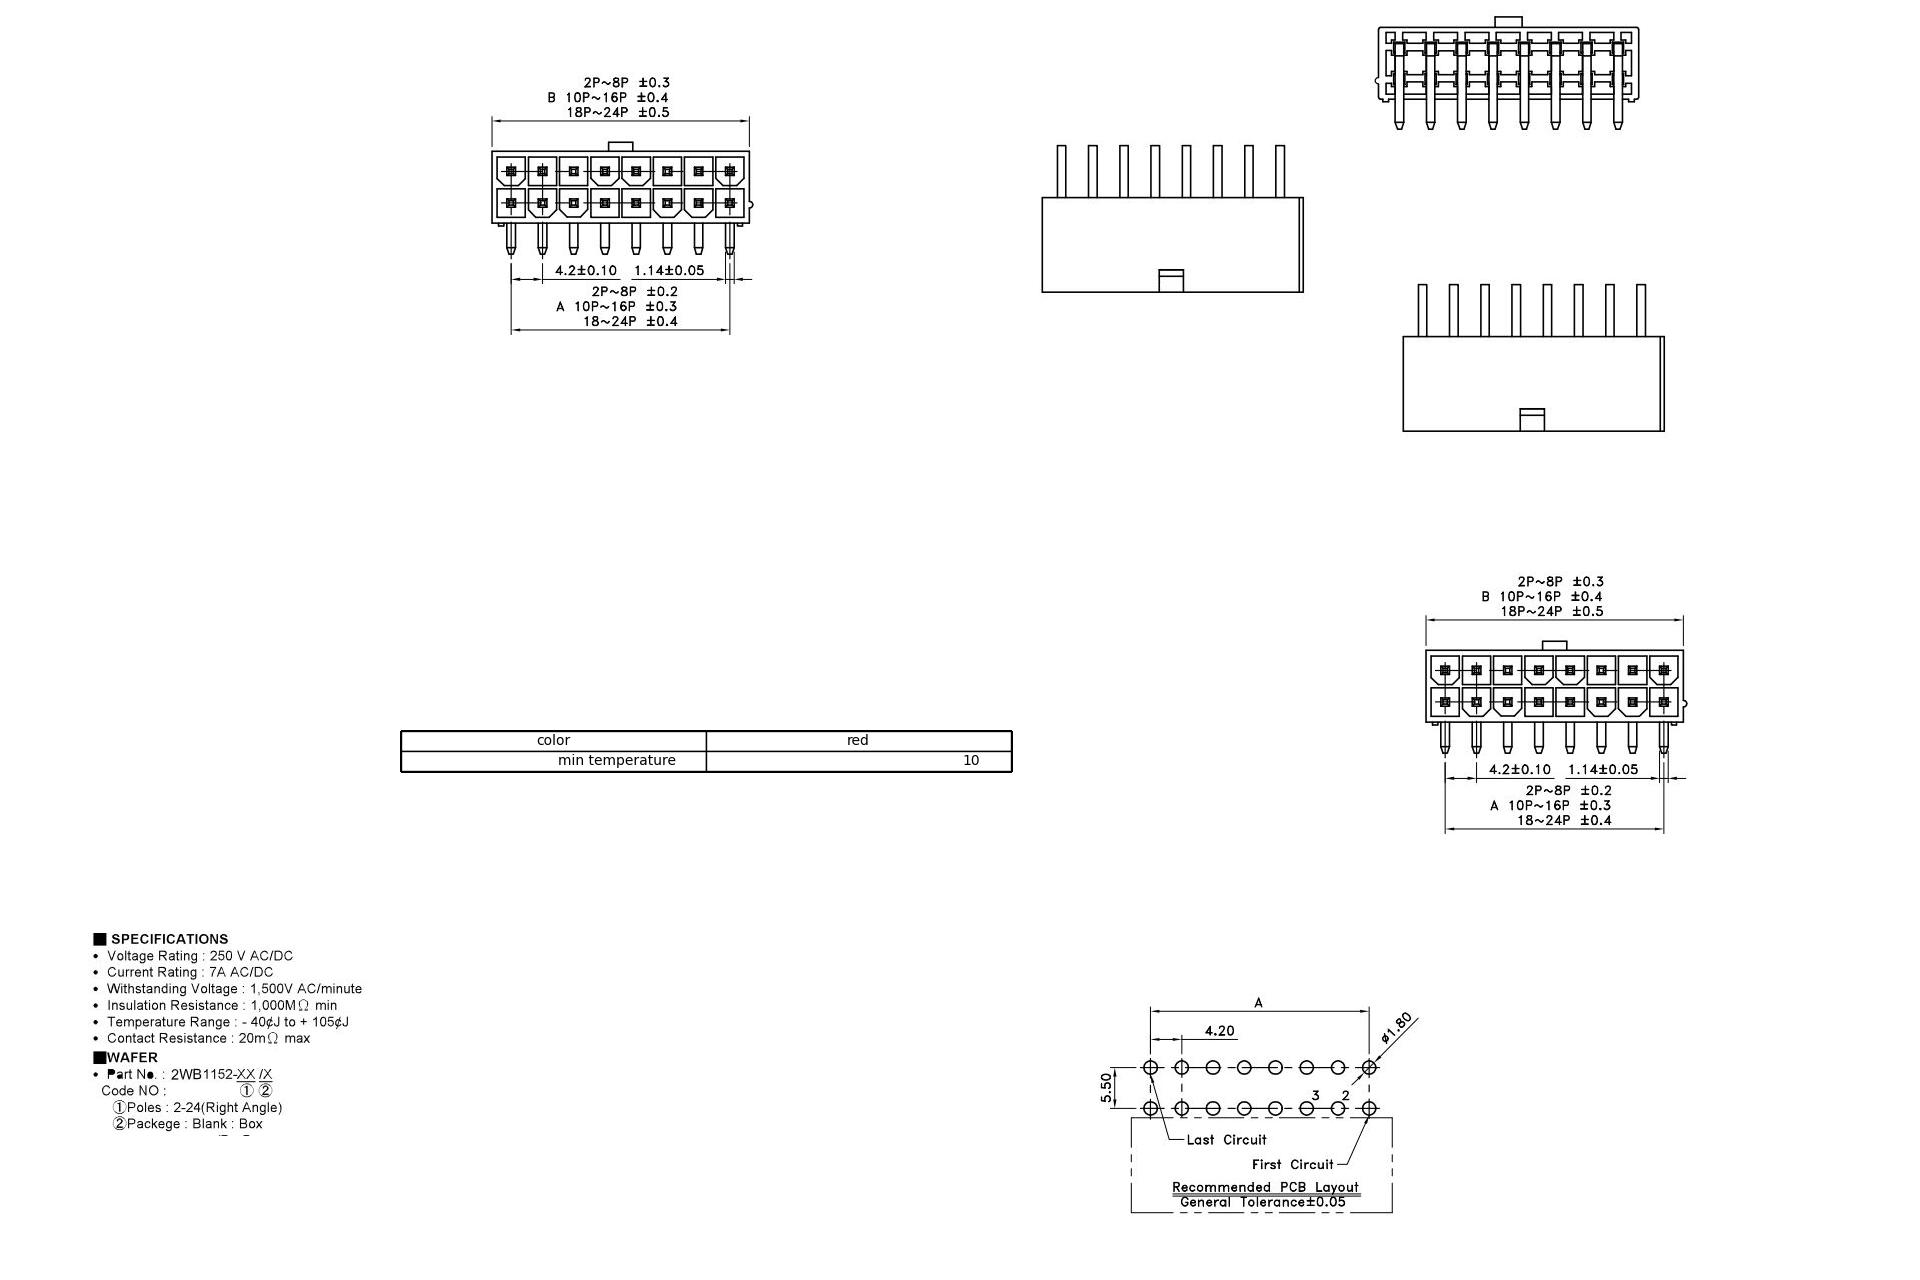 2P~8P ±0.3
B 10P~16P ±0.4
18P~24P ±0.5
4.2±0.10 1.14±0.05
2P~8P ±0.2
A 10P~16P ±0.3
18~24P ±0.4
2P~8P ±0.3
B 10P~16P ±0.4
18P~24P ±0.5
4.2±0.10 1.14±0.05
2P~8P ±0.2
A 10P~16P ±0.3
18~24P ±0.4
color red
min temperature 10
■ SPECIFICATIONS
• Voltage Rating : 250 V AC/DC
• Current Rating : 7A AC/DC
• Withstanding Voltage : 1,500V AC/minute
• Insulation Resistance : 1,000MΩ min
• Temperature Range : - 40¢J to + 105¢J
• Contact Resistance : 20mΩ max
■WAFER
• Part No. : 2WB1152-XX /X
Code NO : ① ②
①Poles : 2-24(Right Angle)
②Packege : Blank : Box
A
4.20
ø1.80
5.50
3 2
Last Circuit
First Circuit
Recommended PCB Layout
General Tolerance±0.05